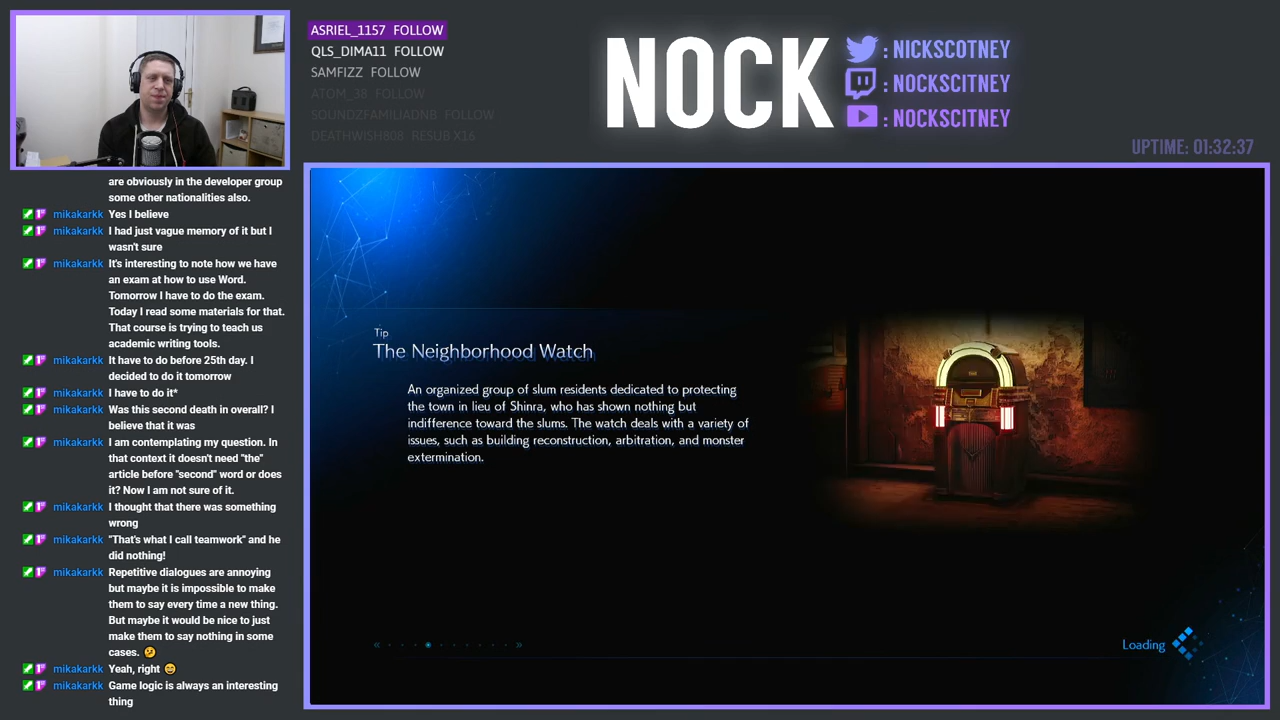 ASRIEL_1157 FOLLOW
QLS_DIMA11 FOLLOW
SAMFIZZ FOLLOW
ATOM_38 FOLLOW
SOUNDZFAMILIADNB FOLLOW
DEATHWISH808 RESUB X16
NOCK
: NICKSCOTNEY
: NOCKSCITNEY
: NOCKSCITNEY
UPTIME: 01:32:37
are obviously in the developer group
some other nationalities also.
mikakarkk Yes I believe
mikakarkk I had just vague memory of it but I
wasn't sure
mikakarkk It's interesting to note how we have
an exam at how to use Word.
Tomorrow I have to do the exam.
Today I read some materials for that.
That course is trying to teach us
academic writing tools.
mikakarkk It have to do before 25th day. I
decided to do it tomorrow
mikakarkk I have to do it*
mikakarkk Was this second death in overall? I
believe that it was
mikakarkk I am contemplating my question. In
that context it doesn't need "the"
article before "second" word or does
it? Now I am not sure of it.
mikakarkk I thought that there was something
wrong
mikakarkk "That's what I call teamwork" and he
did nothing!
mikakarkk Repetitive dialogues are annoying
but maybe it is impossible to make
them to say every time a new thing.
But maybe it would be nice to just
make them to say nothing in some
cases. 🤨
mikakarkk Yeah, right 😄
mikakarkk Game logic is always an interesting
thing
Tip
The Neighborhood Watch
An organized group of slum residents dedicated to protecting
the town in lieu of Shinra, who has shown nothing but
indifference toward the slums. The watch deals with a variety of
issues, such as building reconstruction, arbitration, and monster
extermination.
Loading